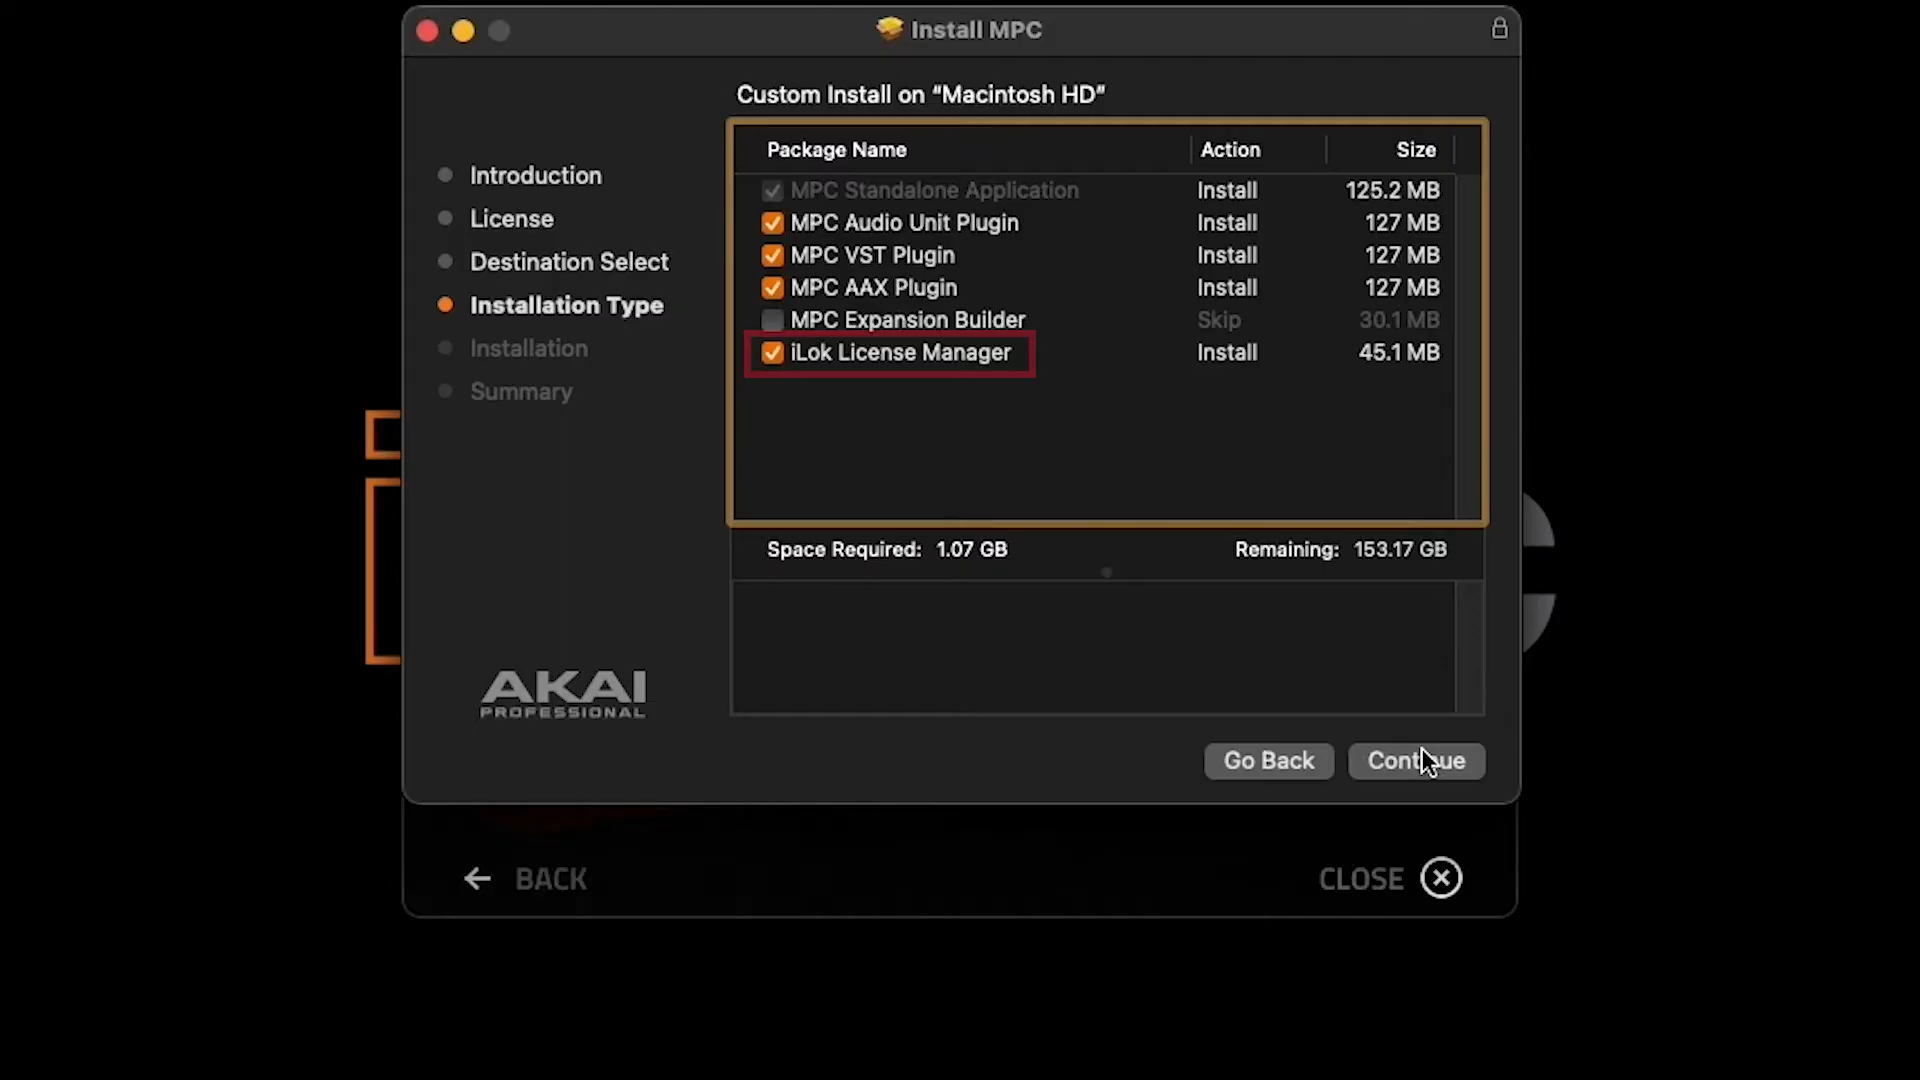 Install MPC
Custom Install on “Macintosh HD”
Introduction
License
Destination Select
Installation Type
Installation
Summary
Package Name Action Size
MPC Standalone Application Install 125.2 MB
MPC Audio Unit Plugin Install 127 MB
MPC VST Plugin Install 127 MB
MPC AAX Plugin Install 127 MB
MPC Expansion Builder Skip 30.1 MB
iLok License Manager Install 45.1 MB
Space Required: 1.07 GB Remaining: 153.17 GB
AKAI
PROFESSIONAL
Go Back Continue
BACK CLOSE